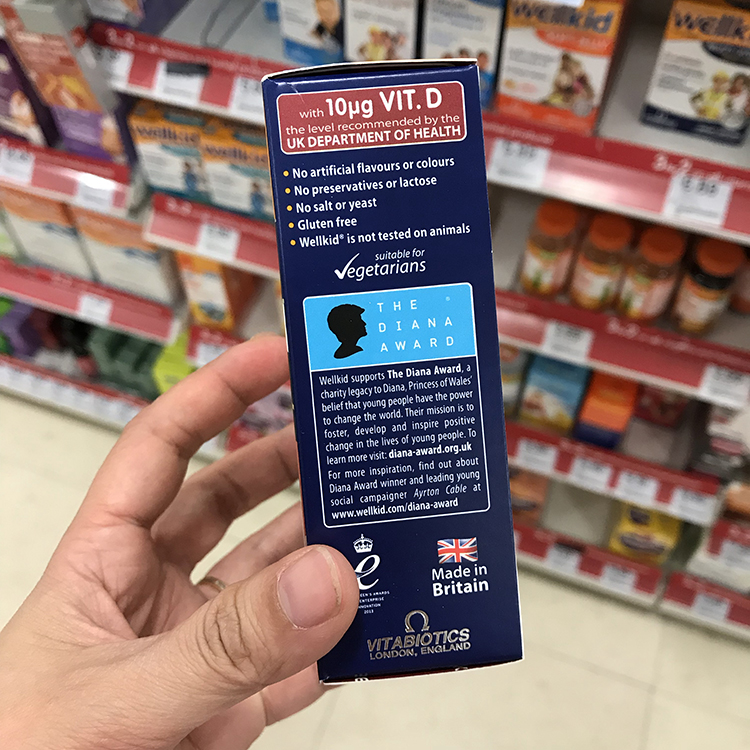 wellkid
wellkid
wellkid
wellkid
with 10µg VIT. D
the level recommended by the
UK DEPARTMENT OF HEALTH
• No artificial flavours or colours
• No preservatives or lactose
• No salt or yeast
• Gluten free
• Wellkid® is not tested on animals
suitable for
Vegetarians
THE ®
DIANA
AWARD
Wellkid supports The Diana Award, a
charity legacy to Diana, Princess of Wales'
belief that young people have the power
to change the world. Their mission is to
foster, develop and inspire positive
change in the lives of young people. To
learn more visit: diana-award.org.uk
For more inspiration, find out about
Diana Award winner and leading young
social campaigner Ayrton Cable at
www.wellkid.com/diana-award
Made in
Britain
VITABIOTICS
LONDON, ENGLAND